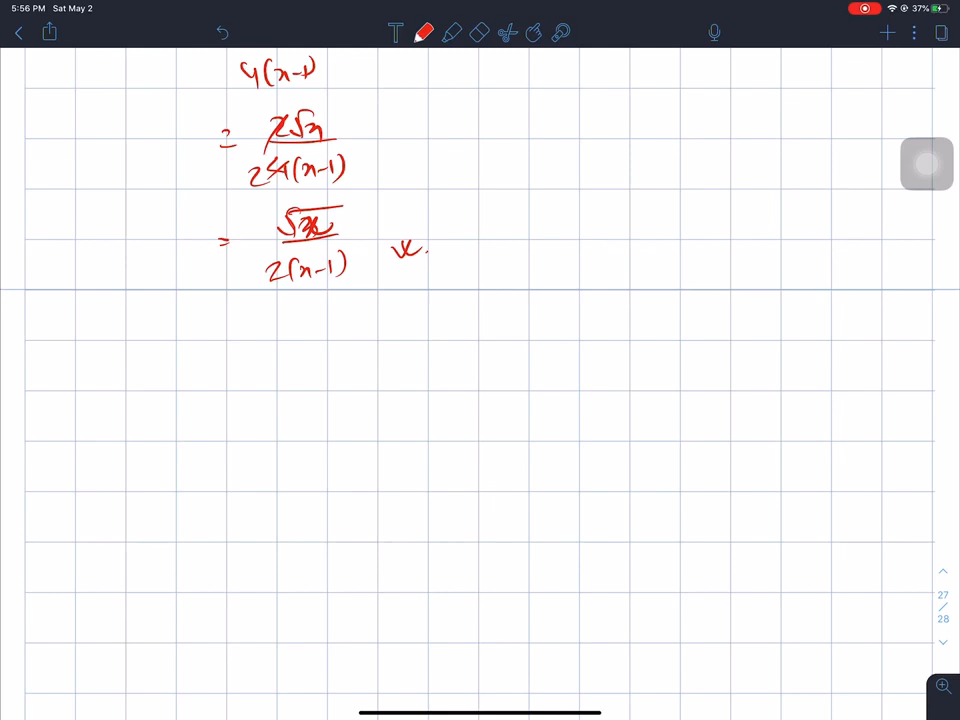 5:56 PM Sat May 2
37%
T
4(x-1)
= 2√x
2 4(x-1)
= √x
2(x-1)
27
/
28